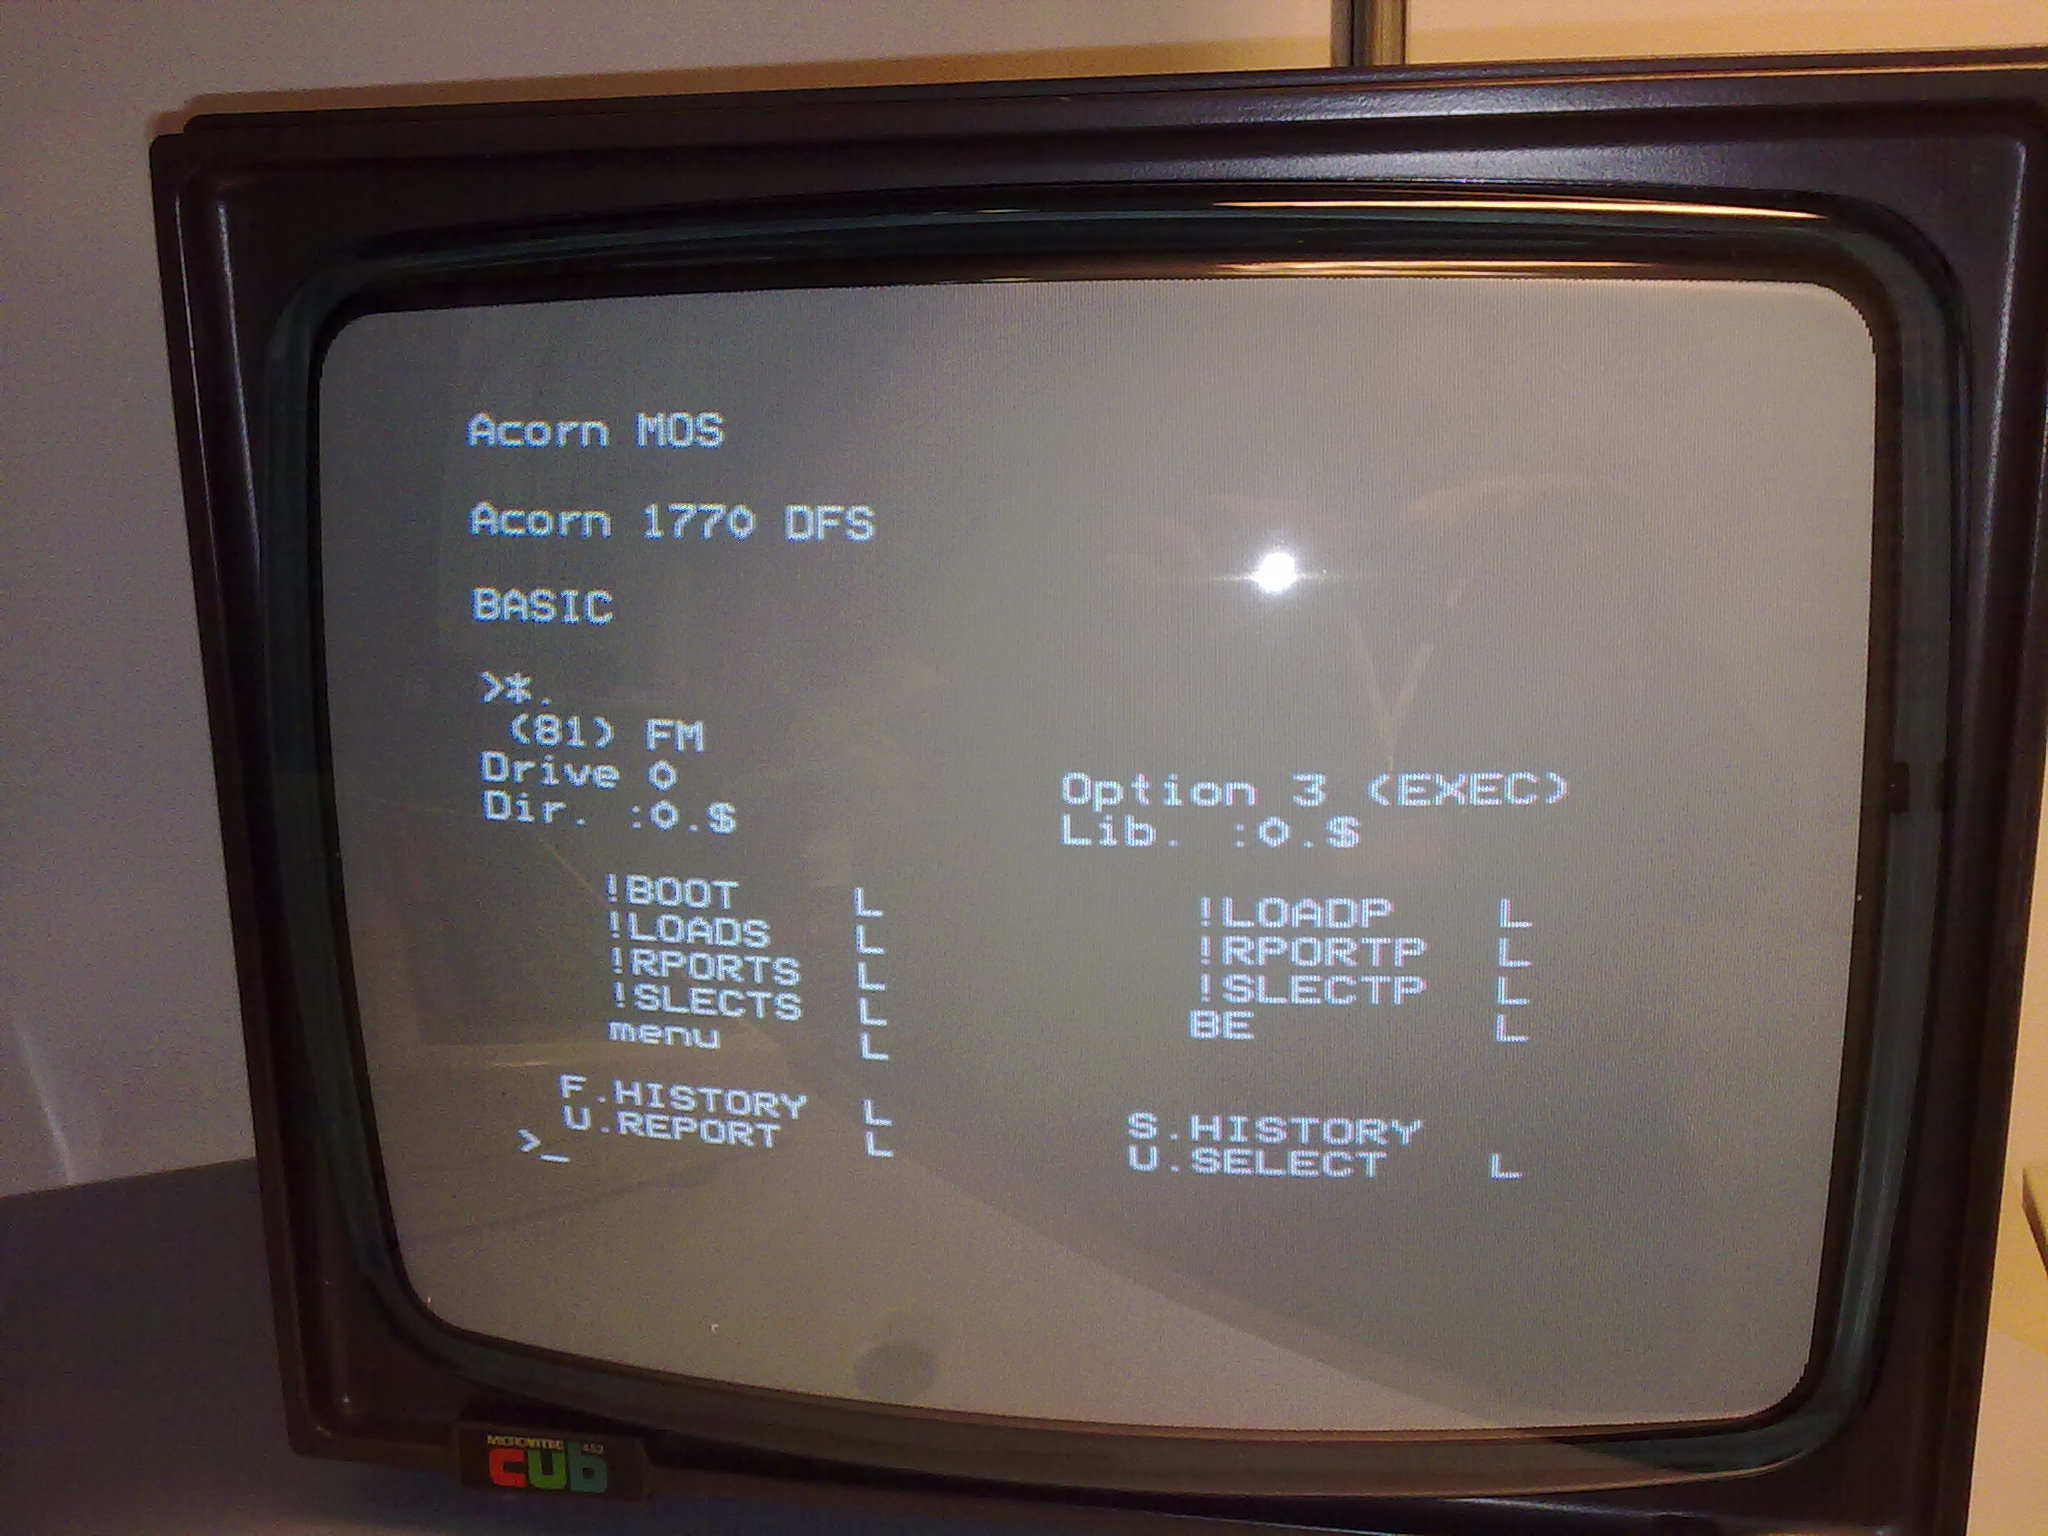 Acorn MOS
Acorn 1770 DFS
BASIC
>*.
(81) FM
Drive 0 Option 3 (EXEC)
Dir. :0.$ Lib. :0.$
!BOOT L !LOADP L
!LOADS L !RPORTP L
!RPORTS L !SLECTP L
!SLECTS L BE L
menu L
F.HISTORY L S.HISTORY
U.REPORT L U.SELECT L
>_
MICROVITEC 452
CUB